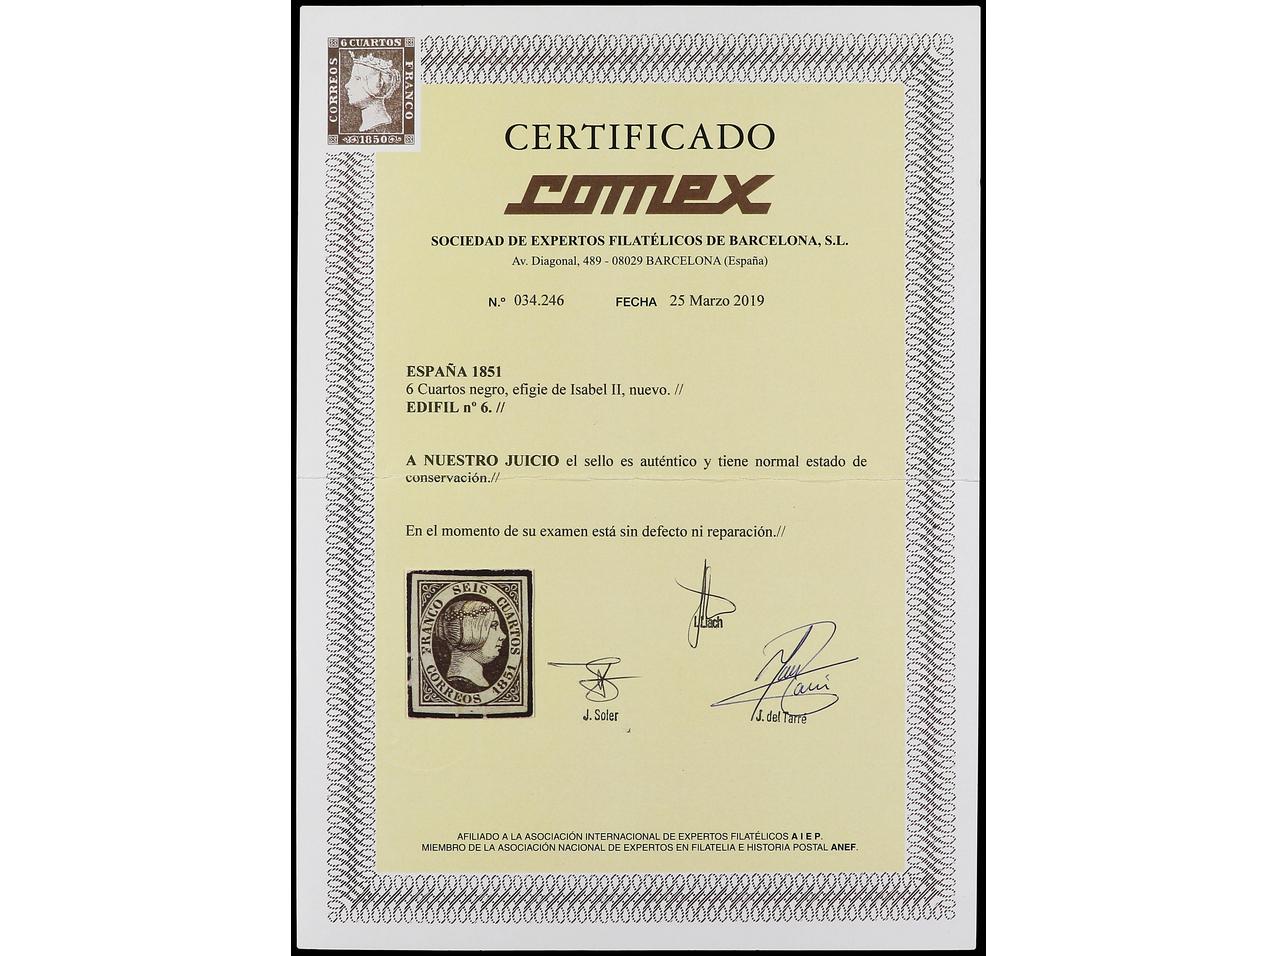 6 CUARTOS
CORREOS
FRANCO
1850
CERTIFICADO
comex
SOCIEDAD DE EXPERTOS FILATÉLICOS DE BARCELONA, S.L.
Av. Diagonal, 489 - 08029 BARCELONA (España)
N.º 034.246 FECHA 25 Marzo 2019
ESPAÑA 1851
6 Cuartos negro, efigie de Isabel II, nuevo. //
EDIFIL nº 6. //
A NUESTRO JUICIO el sello es auténtico y tiene normal estado de
conservación.//
En el momento de su examen está sin defecto ni reparación.//
FRANCO SEIS CUARTOS
CORREOS 1851
I. Llach
J. Soler
J. del Tarré
AFILIADO A LA ASOCIACIÓN INTERNACIONAL DE EXPERTOS FILATÉLICOS A I E P.
MIEMBRO DE LA ASOCIACIÓN NACIONAL DE EXPERTOS EN FILATELIA E HISTORIA POSTAL ANEF.